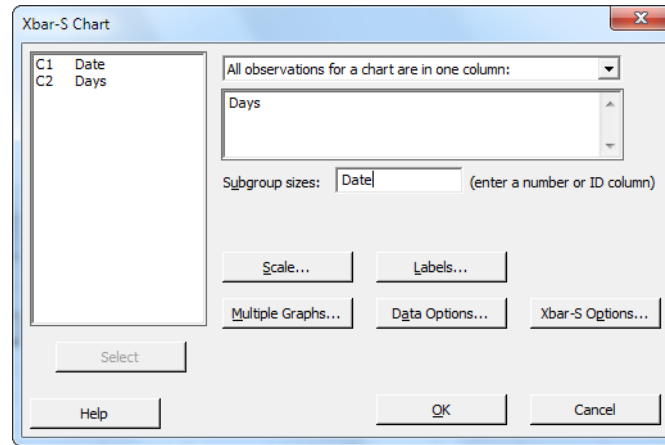 Xbar-S Chart
C1 Date
C2 Days
All observations for a chart are in one column:
Days
Subgroup sizes: Date (enter a number or ID column)
Scale... Labels...
Multiple Graphs... Data Options... Xbar-S Options...
Select
Help OK Cancel